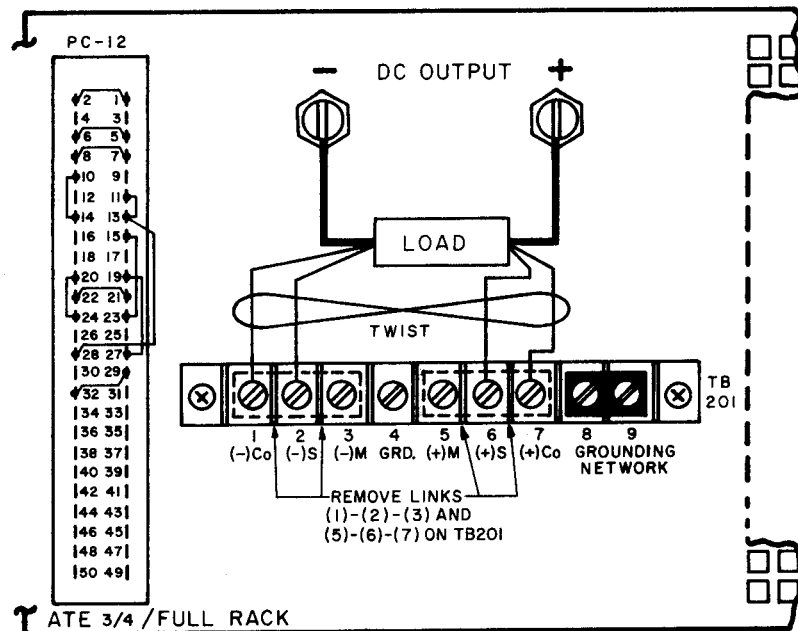 PC-12
2 1
4 3
6 5
8 7
10 9
12 11
14 13
16 15
18 17
20 19
22 21
24 23
26 25
28 27
30 29
32 31
34 33
36 35
38 37
40 39
42 41
44 43
46 45
48 47
50 49
- DC OUTPUT +
LOAD
TWIST
TB
201
1 2 3 4 5 6 7 8 9
(-)Co (-)S (-)M GRD. (+)M (+)S (+)Co GROUNDING
NETWORK
REMOVE LINKS
(1)-(2)-(3) AND
(5)-(6)-(7) ON TB201
ATE 3/4 / FULL RACK